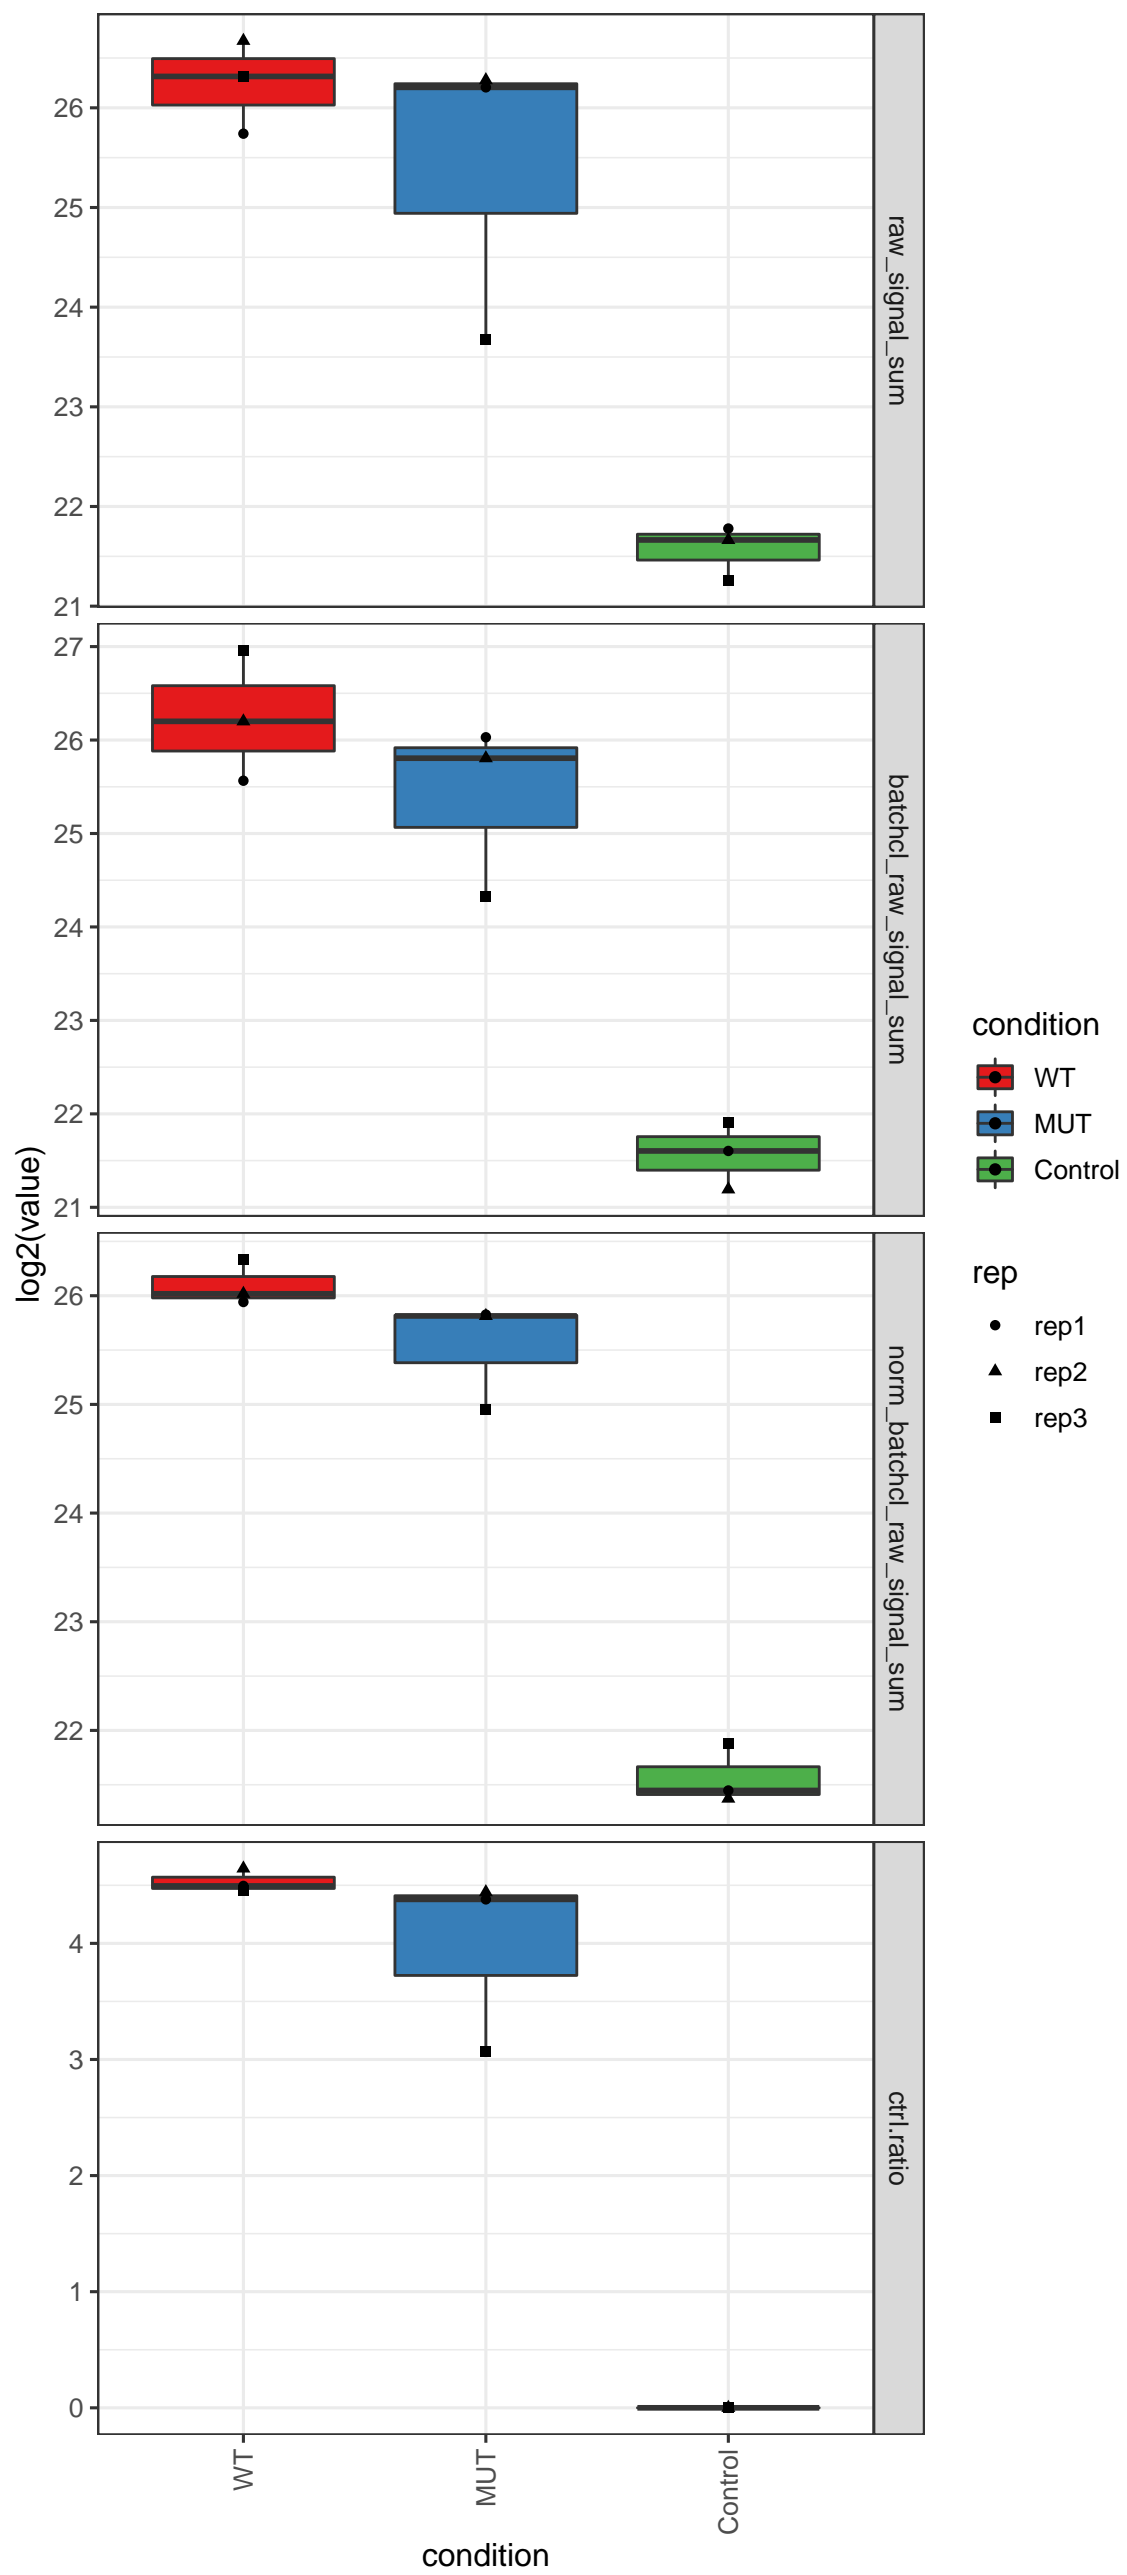 26
25
24
23
22
21
raw_signal_sum
27
26
25
24
23
22
21
batchcl_raw_signal_sum
26
25
24
23
22
norm_batchcl_raw_signal_sum
4
3
2
1
0
ctrl.ratio
log2(value)
WT
MUT
Control
condition
condition
WT
MUT
Control
rep
rep1
rep2
rep3